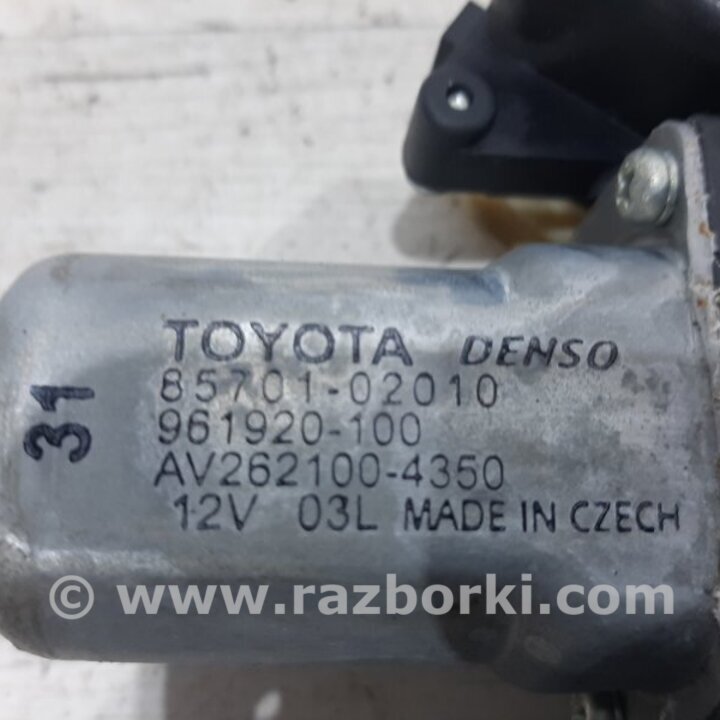 TOYOTA DENSO
85701-02010
961920-100
AV262100-4350
12V 03L MADE IN CZECH
31
© www.razborki.com